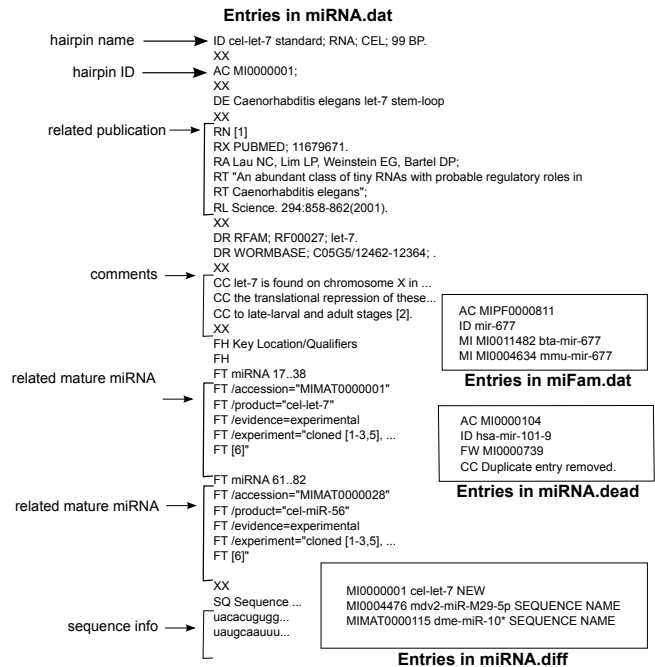 Entries in miRNA.dat
hairpin name
ID cel-let-7 standard; RNA; CEL; 99 BP.
XX
hairpin ID
AC MI0000001;
XX
DE Caenorhabditis elegans let-7 stem-loop
XX
related publication
RN [1]
RX PUBMED; 11679671.
RA Lau NC, Lim LP, Weinstein EG, Bartel DP;
RT "An abundant class of tiny RNAs with probable regulatory roles in
RT Caenorhabditis elegans";
RL Science. 294:858-862(2001).
XX
DR RFAM; RF00027; let-7.
DR WORMBASE; C05G5/12462-12364; .
XX
comments
CC let-7 is found on chromosome X in ...
CC the translational repression of these...
CC to late-larval and adult stages [2].
XX
FH Key Location/Qualifiers
FH
related mature miRNA
FT miRNA 17..38
FT /accession="MIMAT0000001"
FT /product="cel-let-7"
FT /evidence=experimental
FT /experiment="cloned [1-3,5], ...
FT [6]"
FT miRNA 61..82
related mature miRNA
FT /accession="MIMAT0000028"
FT /product="cel-miR-56"
FT /evidence=experimental
FT /experiment="cloned [1-3,5], ...
FT [6]"
XX
SQ Sequence ...
sequence info
uacacugugg...
uaugcaauuu...
AC MIPF0000811
ID mir-677
MI MI0011482 bta-mir-677
MI MI0004634 mmu-mir-677
Entries in miFam.dat
AC MI0000104
ID hsa-mir-101-9
FW MI0000739
CC Duplicate entry removed.
Entries in miRNA.dead
MI0000001 cel-let-7 NEW
MI0004476 mdv2-miR-M29-5p SEQUENCE NAME
MIMAT0000115 dme-miR-10* SEQUENCE NAME
Entries in miRNA.diff